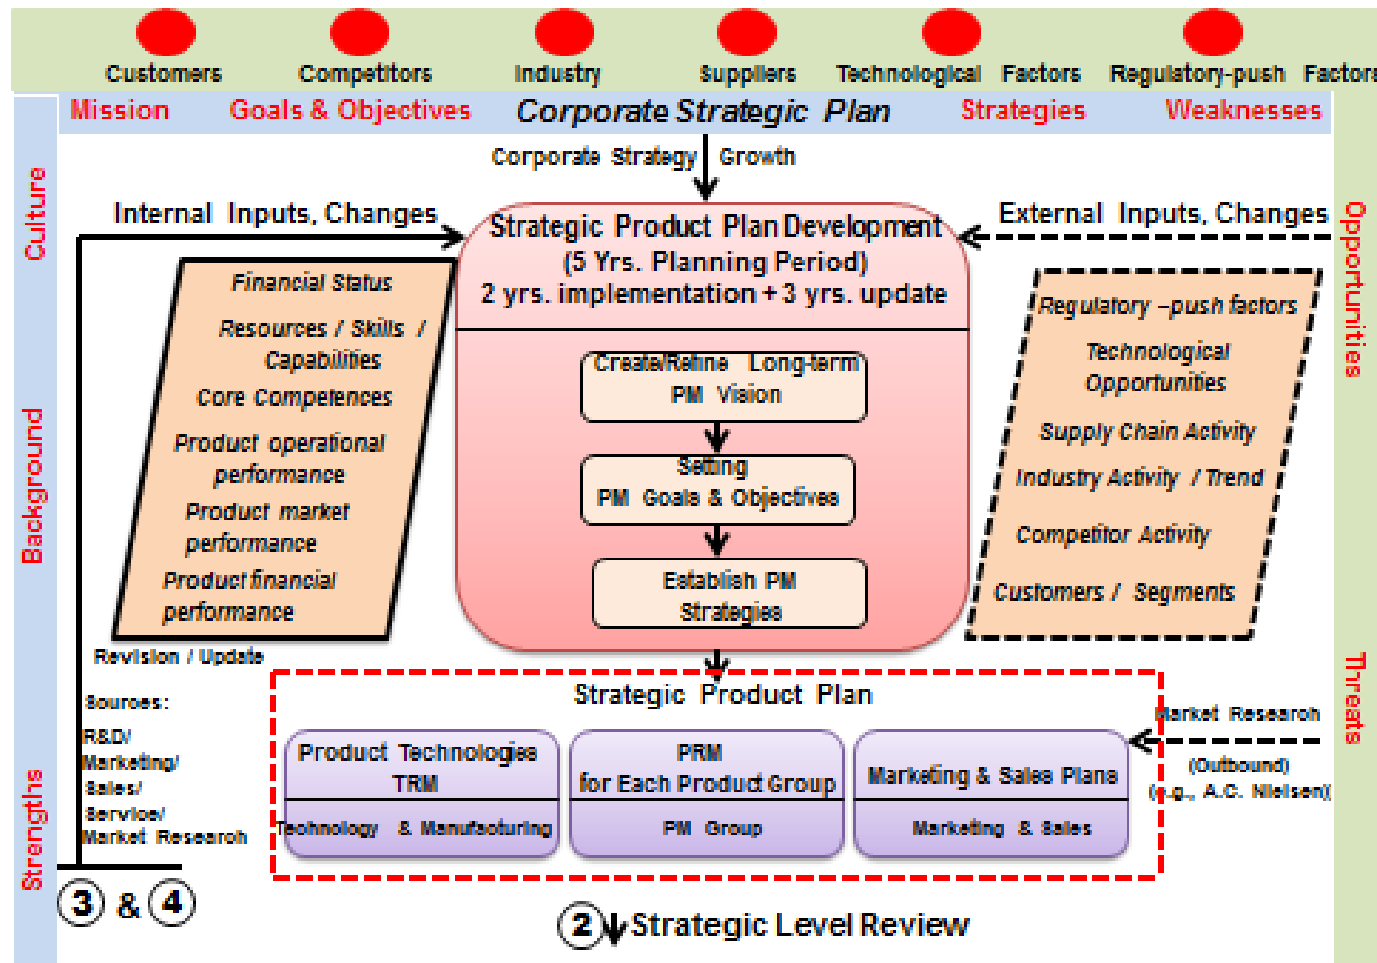 Customers Competitors Industry Suppliers Technological Factors Regulatory-push Factors
Mission Goals & Objectives Corporate Strategic Plan Strategies Weaknesses
Corporate Strategy Growth
Culture
Background
Strengths
Internal Inputs, Changes
Financial Status
Resources / Skills /
Capabilities
Core Competences
Product operational
performance
Product market
performance
Product financial
performance
Revision / Update
Sources:
R&D/
Marketing/
Sales/
Service/
Market Research
3 & 4
Strategic Product Plan Development
(5 Yrs. Planning Period)
2 yrs. implementation + 3 yrs. update
Create/Refine Long-term
PM Vision
Setting
PM Goals & Objectives
Establish PM
Strategies
External Inputs, Changes
Regulatory –push factors
Technological
Opportunities
Supply Chain Activity
Industry Activity / Trend
Competitor Activity
Customers / Segments
Opportunities
Threats
Strategic Product Plan
Product Technologies
TRM
Technology & Manufacturing
PRM
for Each Product Group
PM Group
Marketing & Sales Plans
Marketing & Sales
Market Research
(Outbound)
(e.g., A.C. Nielsen)
2 Strategic Level Review